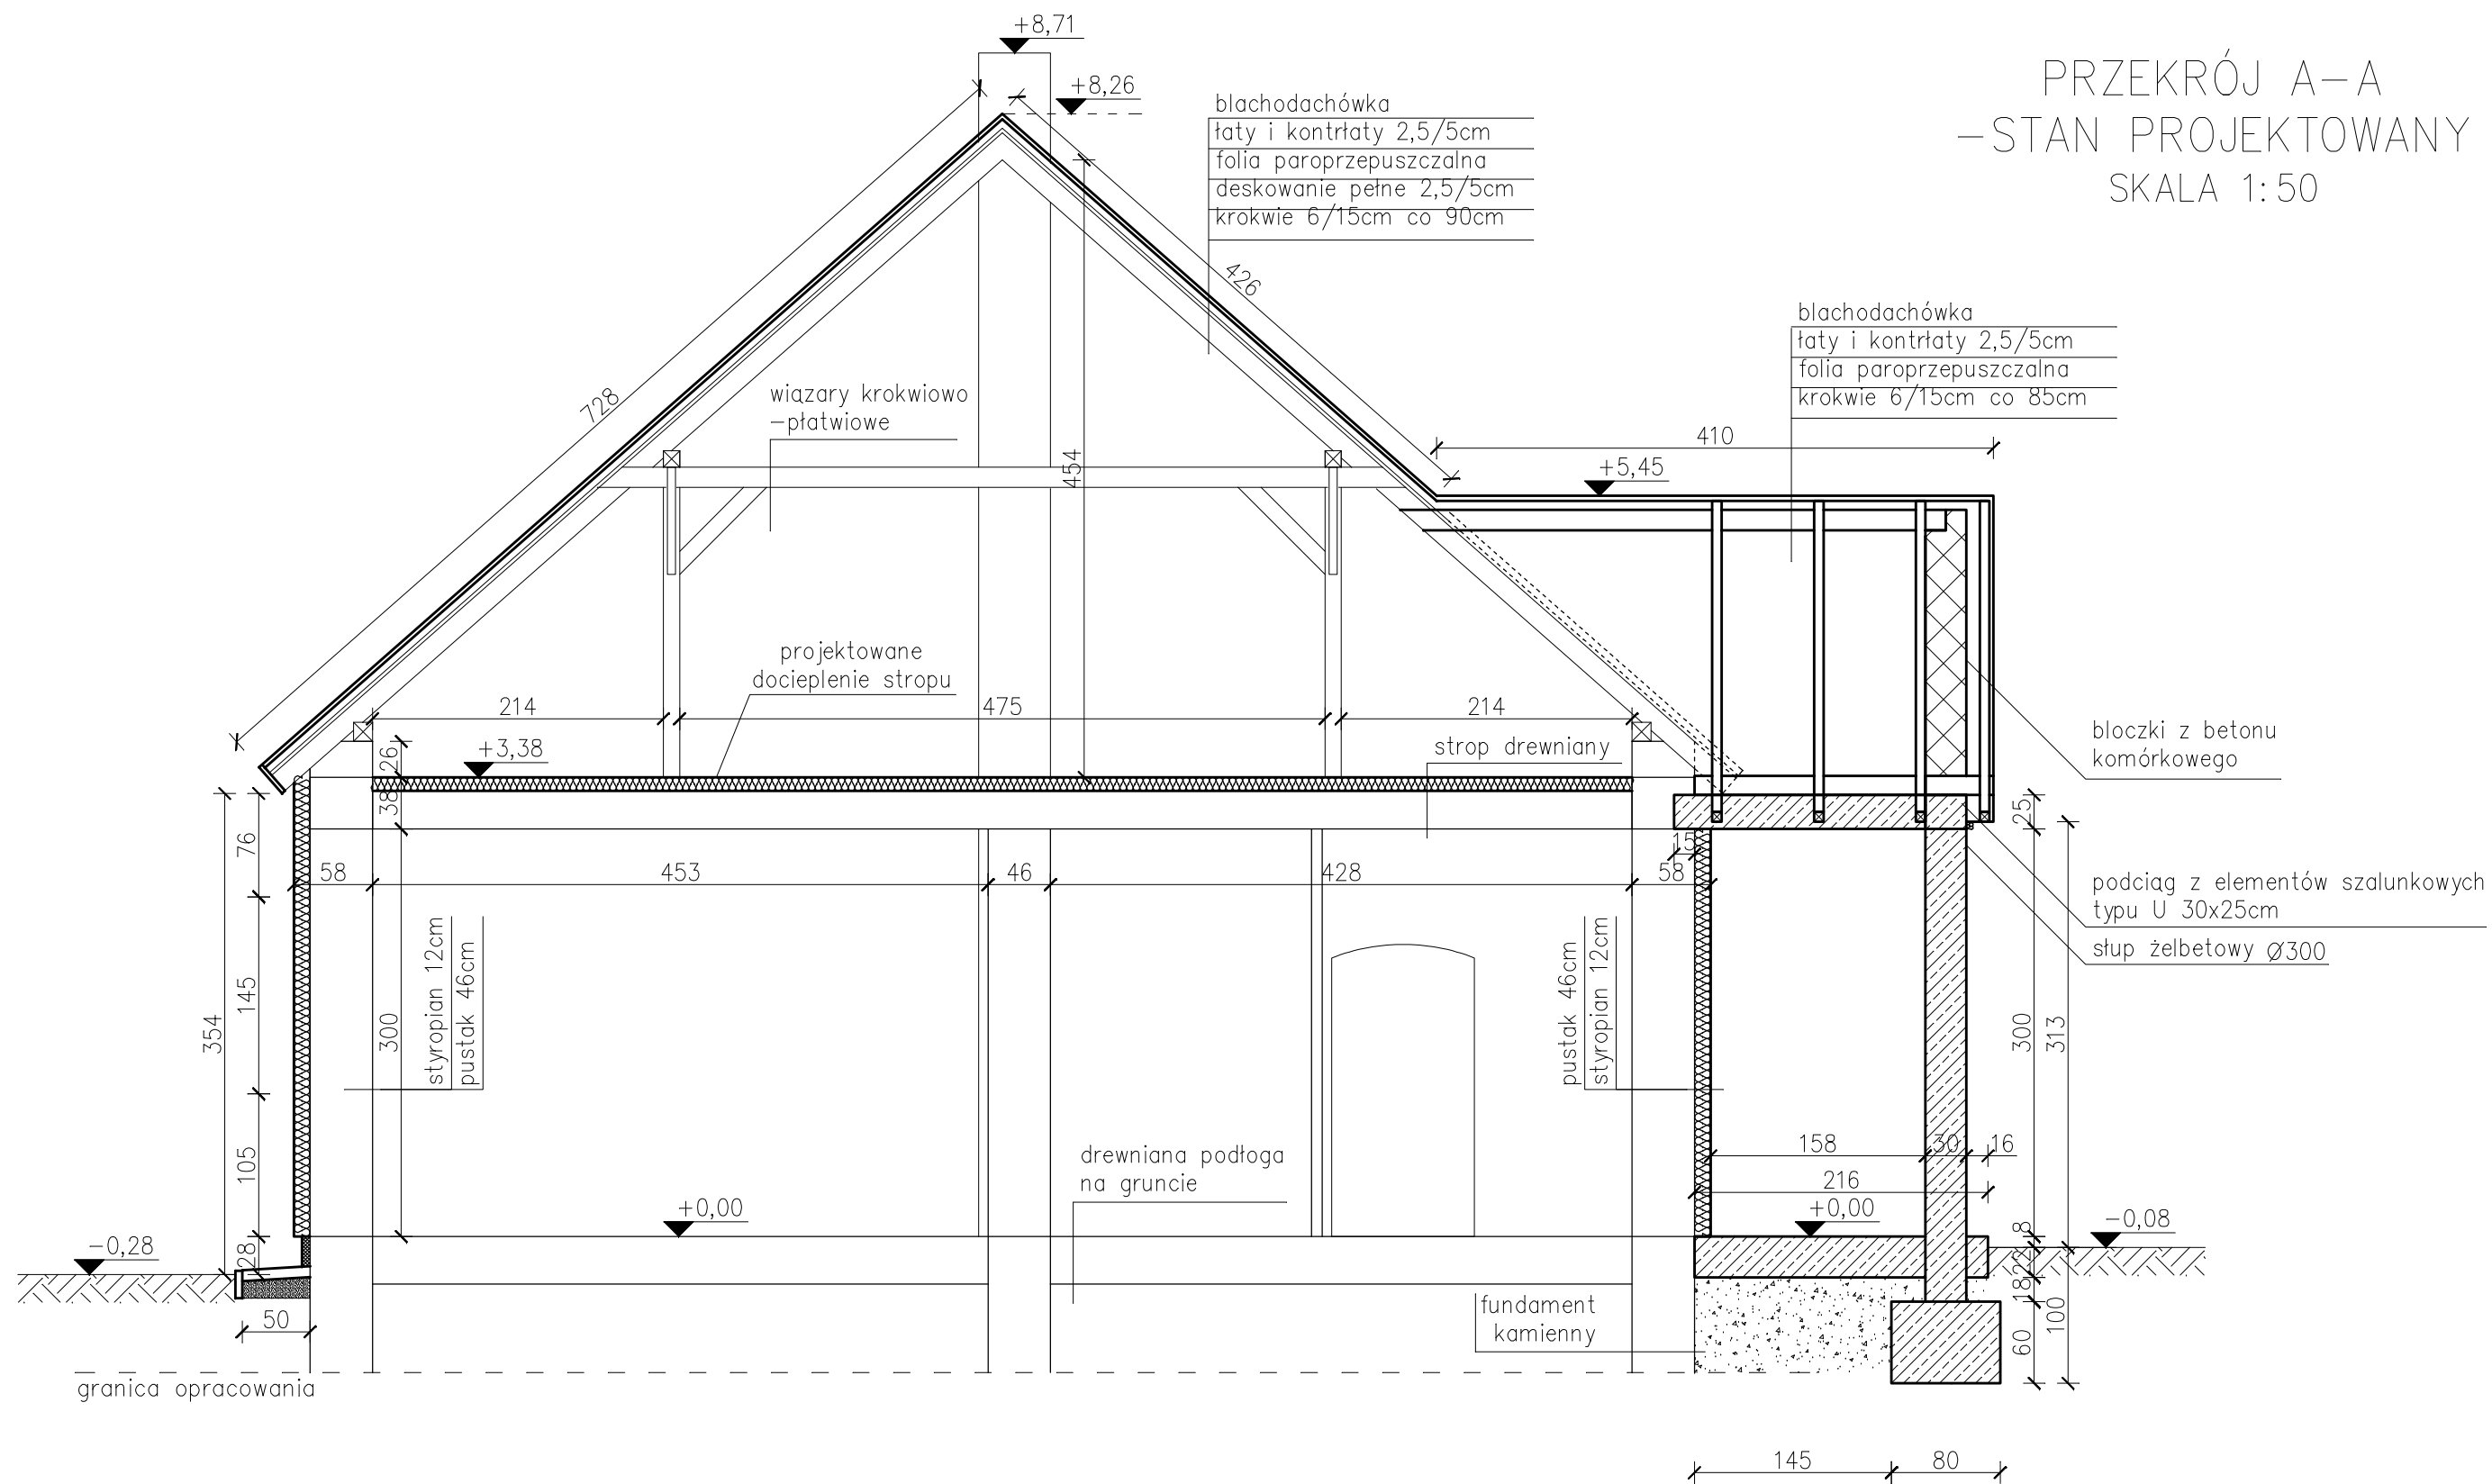 PRZEKRÓJ A-A
-STAN PROJEKTOWANY
SKALA 1:50
+8,71
+8,26
blachodachówka
łaty i kontrłaty 2,5/5cm
folia paroprzepuszczalna
deskowanie pełne 2,5/5cm
krokwie 6/15cm co 90cm
426
728
blachodachówka
łaty i kontrłaty 2,5/5cm
folia paroprzepuszczalna
krokwie 6/15cm co 85cm
wiązary krokwiowo
-płatwiowe
410
454
+5,45
projektowane
docieplenie stropu
214
475
214
+3,38
strop drewniany
26
38
bloczki z betonu
komórkowego
76
25
15
58
453
46
428
58
podciąg z elementów szalunkowych
typu U 30x25cm
słup żelbetowy Ø300
styropian 12cm
pustak 46cm
pustak 46cm
styropian 12cm
354
145
300
300
313
105
drewniana podłoga
na gruncie
158
30
16
216
+0,00
+0,00
8
-0,08
-0,28
28
22
18
50
fundament
kamienny
60
100
granica opracowania
145
80